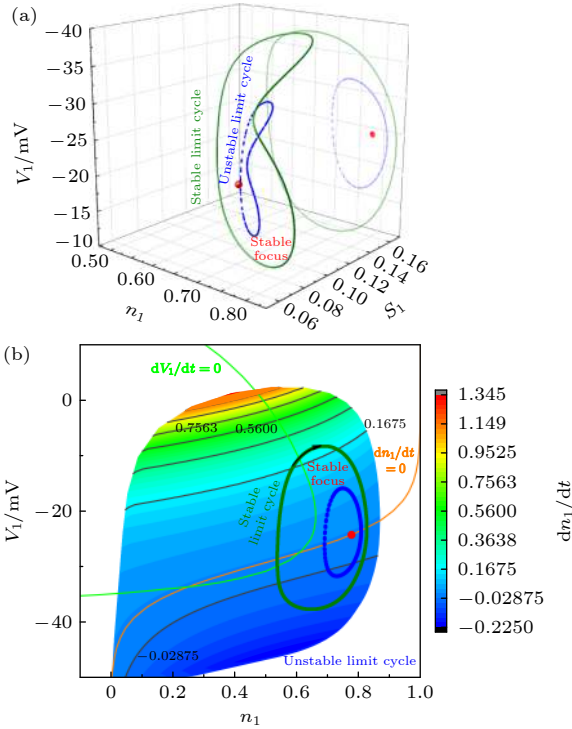 (a)
−40
−35
−30
−25
−20
−15
−10
V1/mV
Stable limit cycle
Unstable limit cycle
Stable
focus
0.50
0.60
0.70
0.80
n1
0.06
0.08
0.10
0.12
0.14
0.16
S1
(b)
dV1/dt=0
0.7563
0.5600
0.1675
dn1/dt
=0
Stable
focus
Stable
limit cycle
−0.02875
Unstable limit cycle
0
−20
−40
V1/mV
0
0.2
0.4
0.6
0.8
1.0
n1
1.345
1.149
0.9525
0.7563
0.5600
0.3638
0.1675
−0.02875
−0.2250
dn1/dt